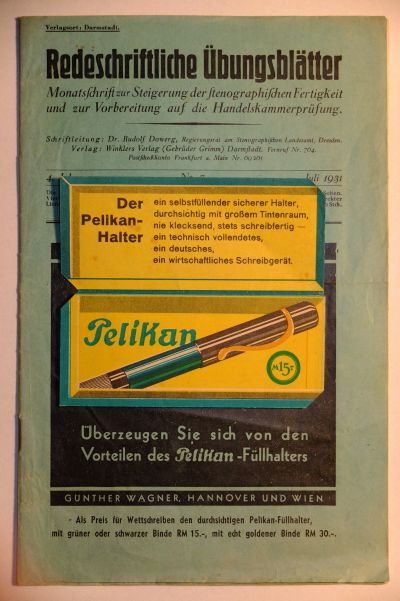 Verlagsort: Darmstadt.
Redeschriftliche Übungsblätter
Monatsschrift zur Steigerung der stenographischen Fertigkeit
und zur Vorbereitung auf die Handelskammerprüfung.
Schriftleitung: Dr. Rudolf Dowerg, Regierungsrat am Stenographischen Landesamt, Dresden.
Verlag: Winklers Verlag (Gebrüder Grimm) Darmstadt. Fernruf Nr. 764.
Postscheckkonto Frankfurt a. Main Nr. 69265
Juli 1931
Der
Pelikan-
Halter
ein selbstfüllender sicherer Halter,
durchsichtig mit großem Tintenraum,
nie klecksend, stets schreibfertig —
ein technisch vollendetes,
ein deutsches,
ein wirtschaftliches Schreibgerät.
Pelikan
M 15.-
Überzeugen Sie sich von den
Vorteilen des Pelikan-Füllhalters
GÜNTHER WAGNER, HANNOVER UND WIEN
- Als Preis für Wettschreiben den durchsichtigen Pelikan-Füllhalter,
mit grüner oder schwarzer Binde RM 15.-, mit echt goldener Binde RM 30.-.